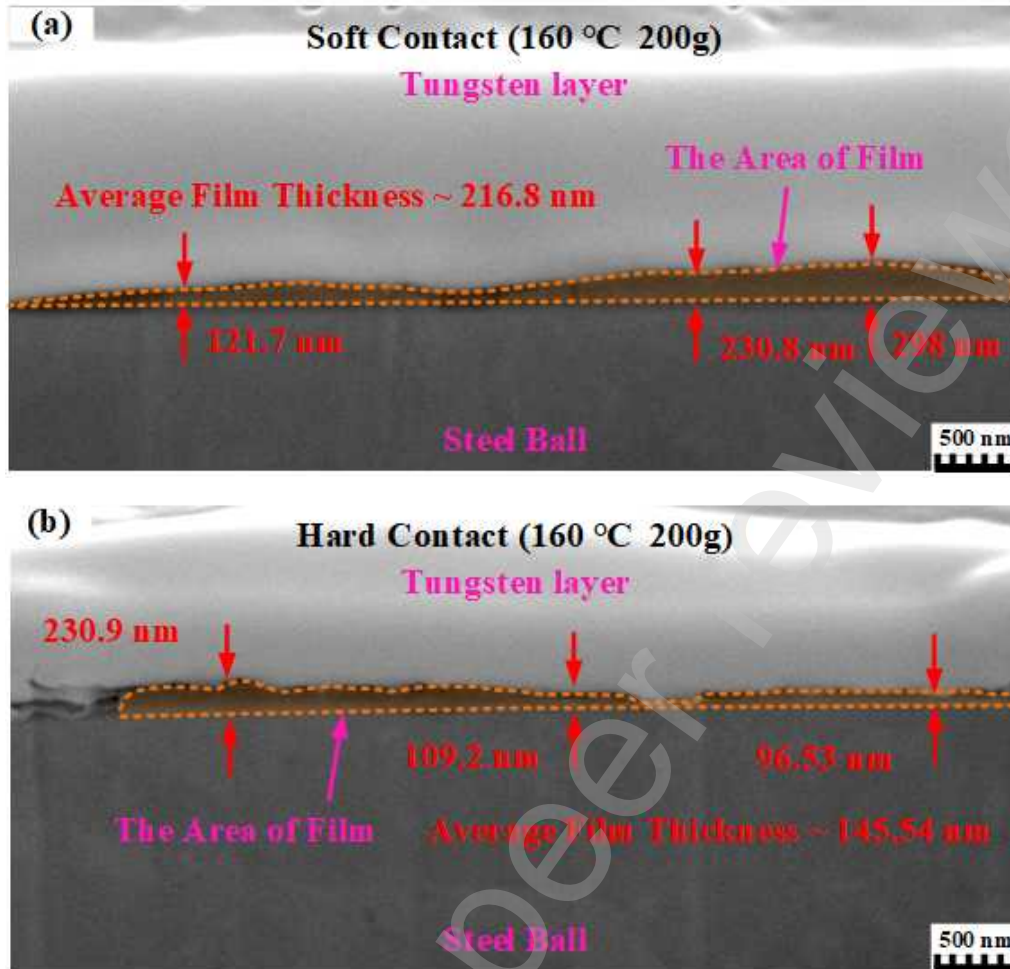 (a)
Soft Contact (160 °C 200g)
Tungsten layer
The Area of Film
Average Film Thickness ~ 216.8 nm
121.7 nm
230.8 nm
298 nm
Steel Ball
500 nm
(b)
Hard Contact (160 °C 200g)
Tungsten layer
230.9 nm
109.2 nm
96.53 nm
The Area of Film
Average Film Thickness ~ 145.54 nm
Steel Ball
500 nm
peer review